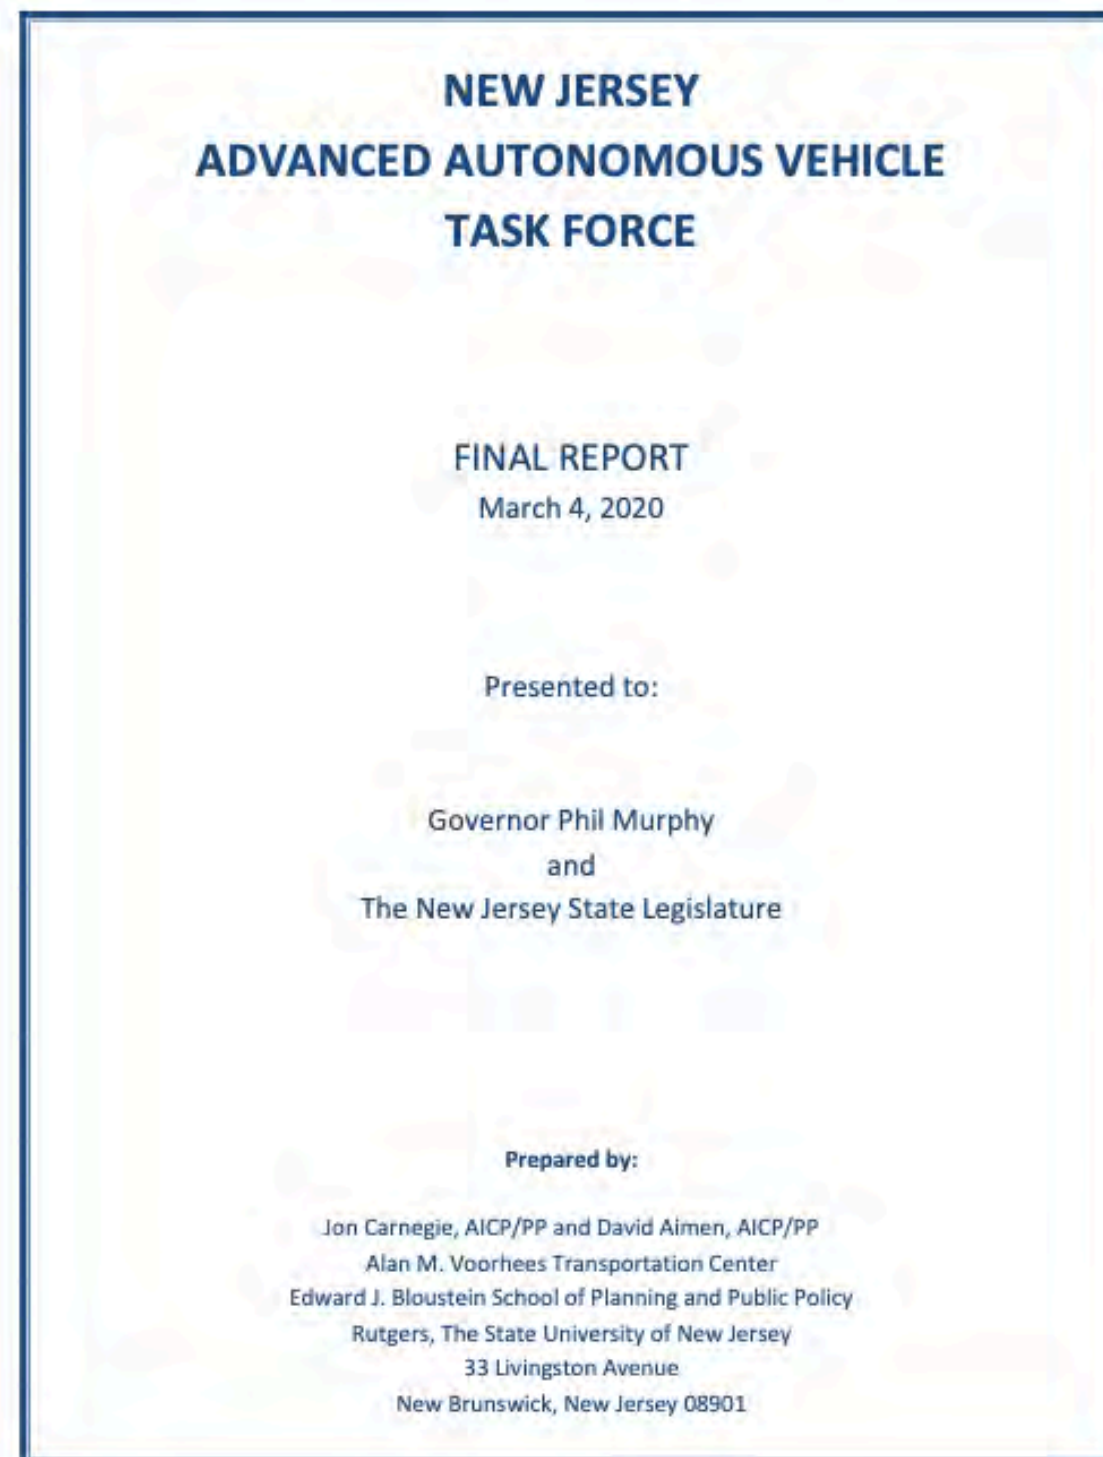 NEW JERSEY
ADVANCED AUTONOMOUS VEHICLE
TASK FORCE
FINAL REPORT
March 4, 2020
Presented to:
Governor Phil Murphy
and
The New Jersey State Legislature
Prepared by:
Jon Carnegie, AICP/PP and David Aimen, AICP/PP
Alan M. Voorhees Transportation Center
Edward J. Bloustein School of Planning and Public Policy
Rutgers, The State University of New Jersey
33 Livingston Avenue
New Brunswick, New Jersey 08901